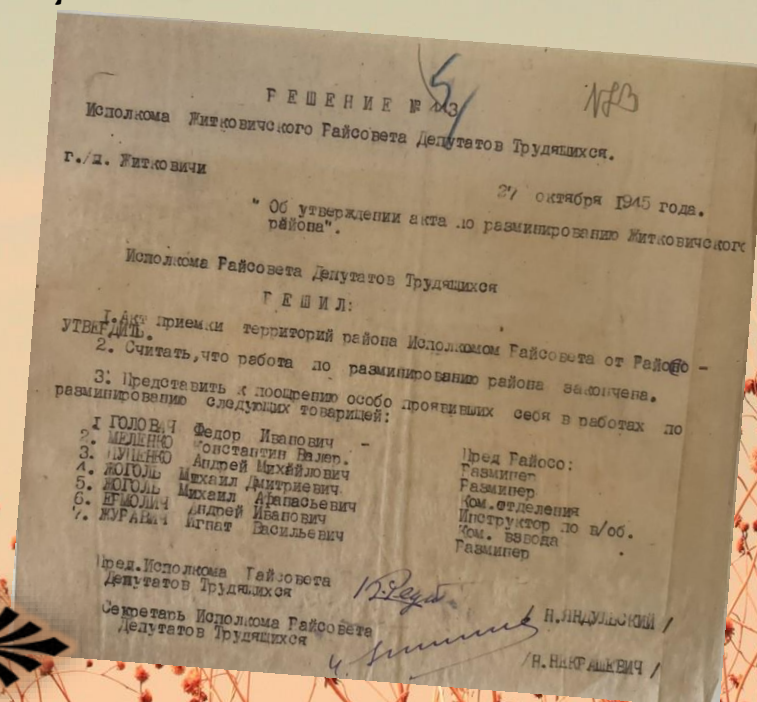 РЕШЕНИЕ №
Исполкома Житковичского Райсовета Депутатов Трудящихся.
г./п. Житковичи
27 октября 1945 года.
" Об утверждении акта по разминированию Житковичского
района".
Исполкома Райсовета Депутатов Трудящихся
РЕШИЛ:
I. Акт приемки территорий района Исполкомом Райсовета от Райосо -
УТВЕРДИТЬ.
2. Считать, что работа по разминированию района закончена.
3. Представить к поощрению особо проявивших себя в работах по
разминированию следующих товарищей:
I ГОЛОВАЧ Федор Иванович - Пред Райосо:
2. МЕЛЕНКО Константин Валер. Разминер
3. Андрей Михайлович Разминер
4. ЖОГОЛЬ Михаил Дмитриевич Ком.отделения
5. ЖОГОЛЬ Михаил Афанасьевич Инструктор по в/об.
6. ЕРМОЛИЧ Андрей Иванович Ком. взвода
7. ЖУРАВИЧ Игнат Васильевич Разминер
Пред.Исполкома Райсовета
Депутатов Трудящихся / Н.ЯНДУЛЬСКИЙ /
Секретарь Исполкома Райсовета
Депутатов Трудящихся /Н.НЕКРАШЕВИЧ /